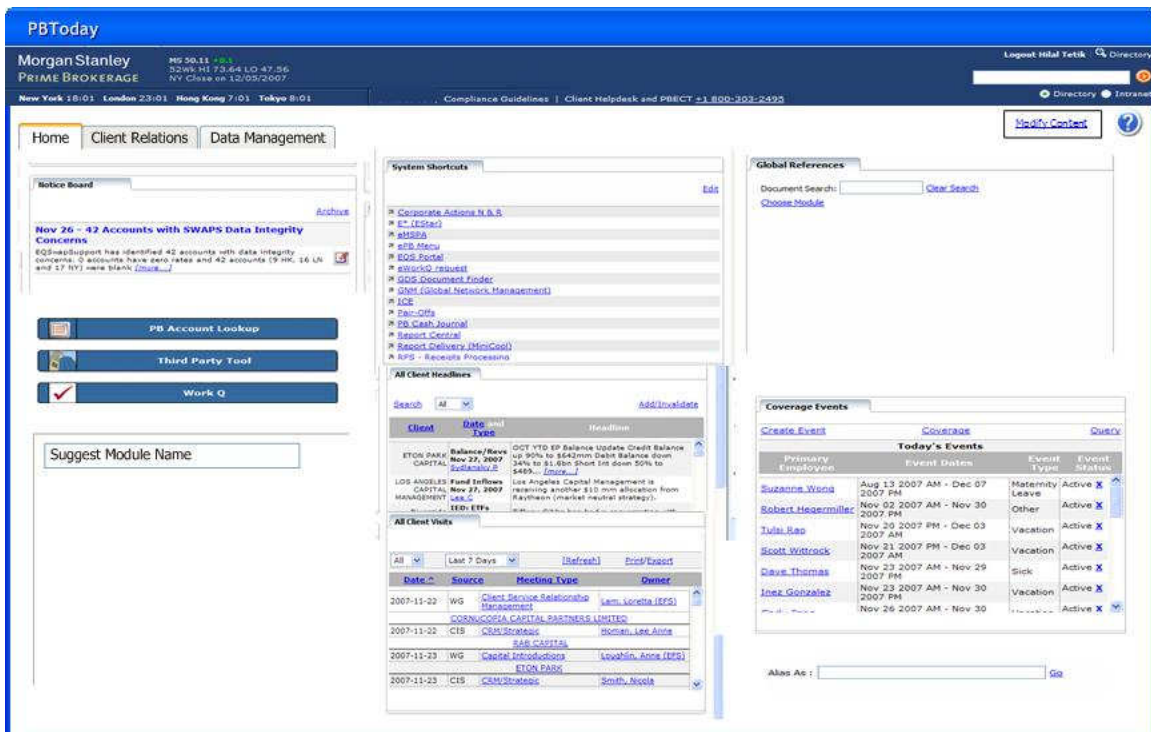 PBToday
Morgan Stanley
PRIME BROKERAGE
MS 50.11 +0.1
52Wk HI 73.64 LO 47.56
NY Close on 12/05/2007
Logout Hilal Tetik Directory
New York 18:01 London 23:01 Hong Kong 7:01 Tokyo 8:01
Compliance Guidelines | Client Helpdesk and PBECT +1 800-303-2495
Directory Intranet
Home
Client Relations
Data Management
Modify Content
?
Notice Board
Archive
Nov 26 - 42 Accounts with SWAPS Data Integrity
Concerns
EQSwapSupport has identified 42 accounts with data integrity
concerns. 0 accounts have zero rates and 42 accounts (9 HK, 16 LN
and 17 NY) were blank [more...]
PB Account Lookup
Third Party Tool
Work Q
Suggest Module Name
System Shortcuts
Edit
Corporate Actions N & R
E* (EStar)
eMSPA
ePB Menu
EQS Portal
eWorkQ request
GDS Document Finder
GNM (Global Network Management)
ICE
Pair-Offs
PB Cash Journal
Report Central
Report Delivery (MiniCool)
RPS - Receipts Processing
All Client Headlines
Search All Add/Invalidate
Client Date and Type Headline
ETON PARK CAPITAL Balance/Revs Nov 27, 2007 Sydlansky, P
OCT YTD EP Balance Update Credit Balance
up 90% to $642mm Debit Balance down
34% to $1.6bn Short Int down 50% to
$489... [more...]
LOS ANGELES CAPITAL MANAGEMENT Fund Inflows Nov 27, 2007 Lee, C
Los Angeles Capital Management is
receiving another $10 mm allocation from
Raytheon (market neutral strategy).
IED: ETFs
All Client Visits
All Last 7 Days [Refresh] Print/Export
Date ^ Source Meeting Type Owner
2007-11-22 WG Client Service Relationship Management Lam, Loretta (EFS)
CORNUCOPIA CAPITAL PARTNERS LIMITED
2007-11-22 CIS CRM/Strategic Homan, Lee Anne
RAB CAPITAL
2007-11-23 WG Capital Introductions Loughlin, Anne (EFS)
ETON PARK
2007-11-23 CIS CRM/Strategic Smith, Nicola
Global References
Document Search: Clear Search
Choose Module
Coverage Events
Create Event Coverage Query
Today's Events
Primary Employee Event Dates Event Type Event Status
Suzanne Wong Aug 13 2007 AM - Dec 07 2007 PM Maternity Leave Active X
Robert Hegermiller Nov 02 2007 AM - Nov 30 2007 PM Other Active X
Tulsi Rao Nov 20 2007 PM - Dec 03 2007 AM Vacation Active X
Scott Wittrock Nov 21 2007 PM - Dec 03 2007 AM Vacation Active X
Dave Thomas Nov 23 2007 AM - Nov 29 2007 PM Sick Active X
Inez Gonzalez Nov 23 2007 AM - Nov 30 2007 PM Vacation Active X
Nov 26 2007 AM - Nov 30 Active X
Alias As : Go